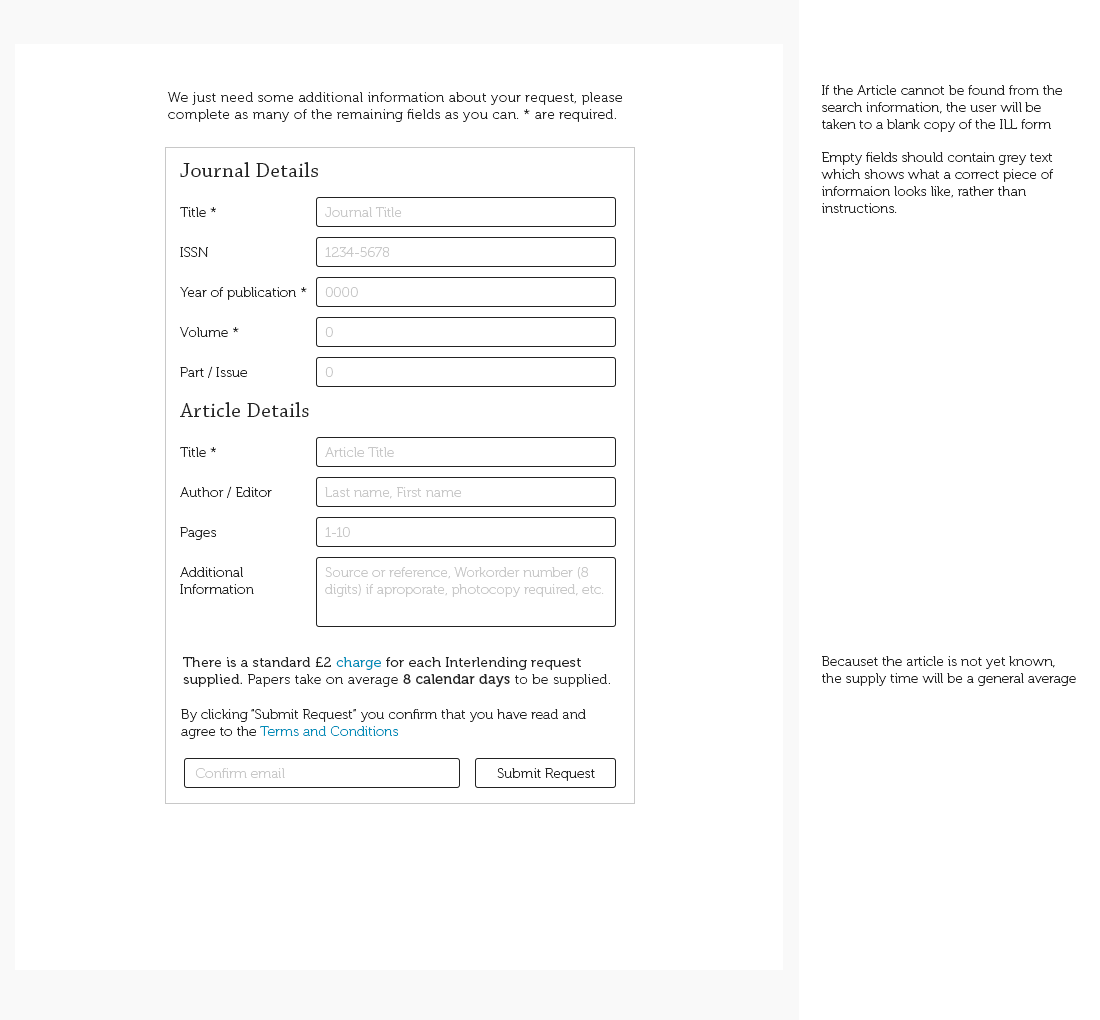 We just need some additional information about your request, please
complete as many of the remaining fields as you can. * are required.
Journal Details
Title * Journal Title
ISSN 1234-5678
Year of publication * 0000
Volume * 0
Part / Issue 0
Article Details
Title * Article Title
Author / Editor Last name, First name
Pages 1-10
Additional
Information
Source or reference, Workorder number (8
digits) if aproporate, photocopy required, etc.
There is a standard £2 charge for each Interlending request
supplied. Papers take on average 8 calendar days to be supplied.
By clicking "Submit Request" you confirm that you have read and
agree to the Terms and Conditions
Confirm email Submit Request
If the Article cannot be found from the
search information, the user will be
taken to a blank copy of the ILL form
Empty fields should contain grey text
which shows what a correct piece of
informaion looks like, rather than
instructions.
Becauset the article is not yet known,
the supply time will be a general average